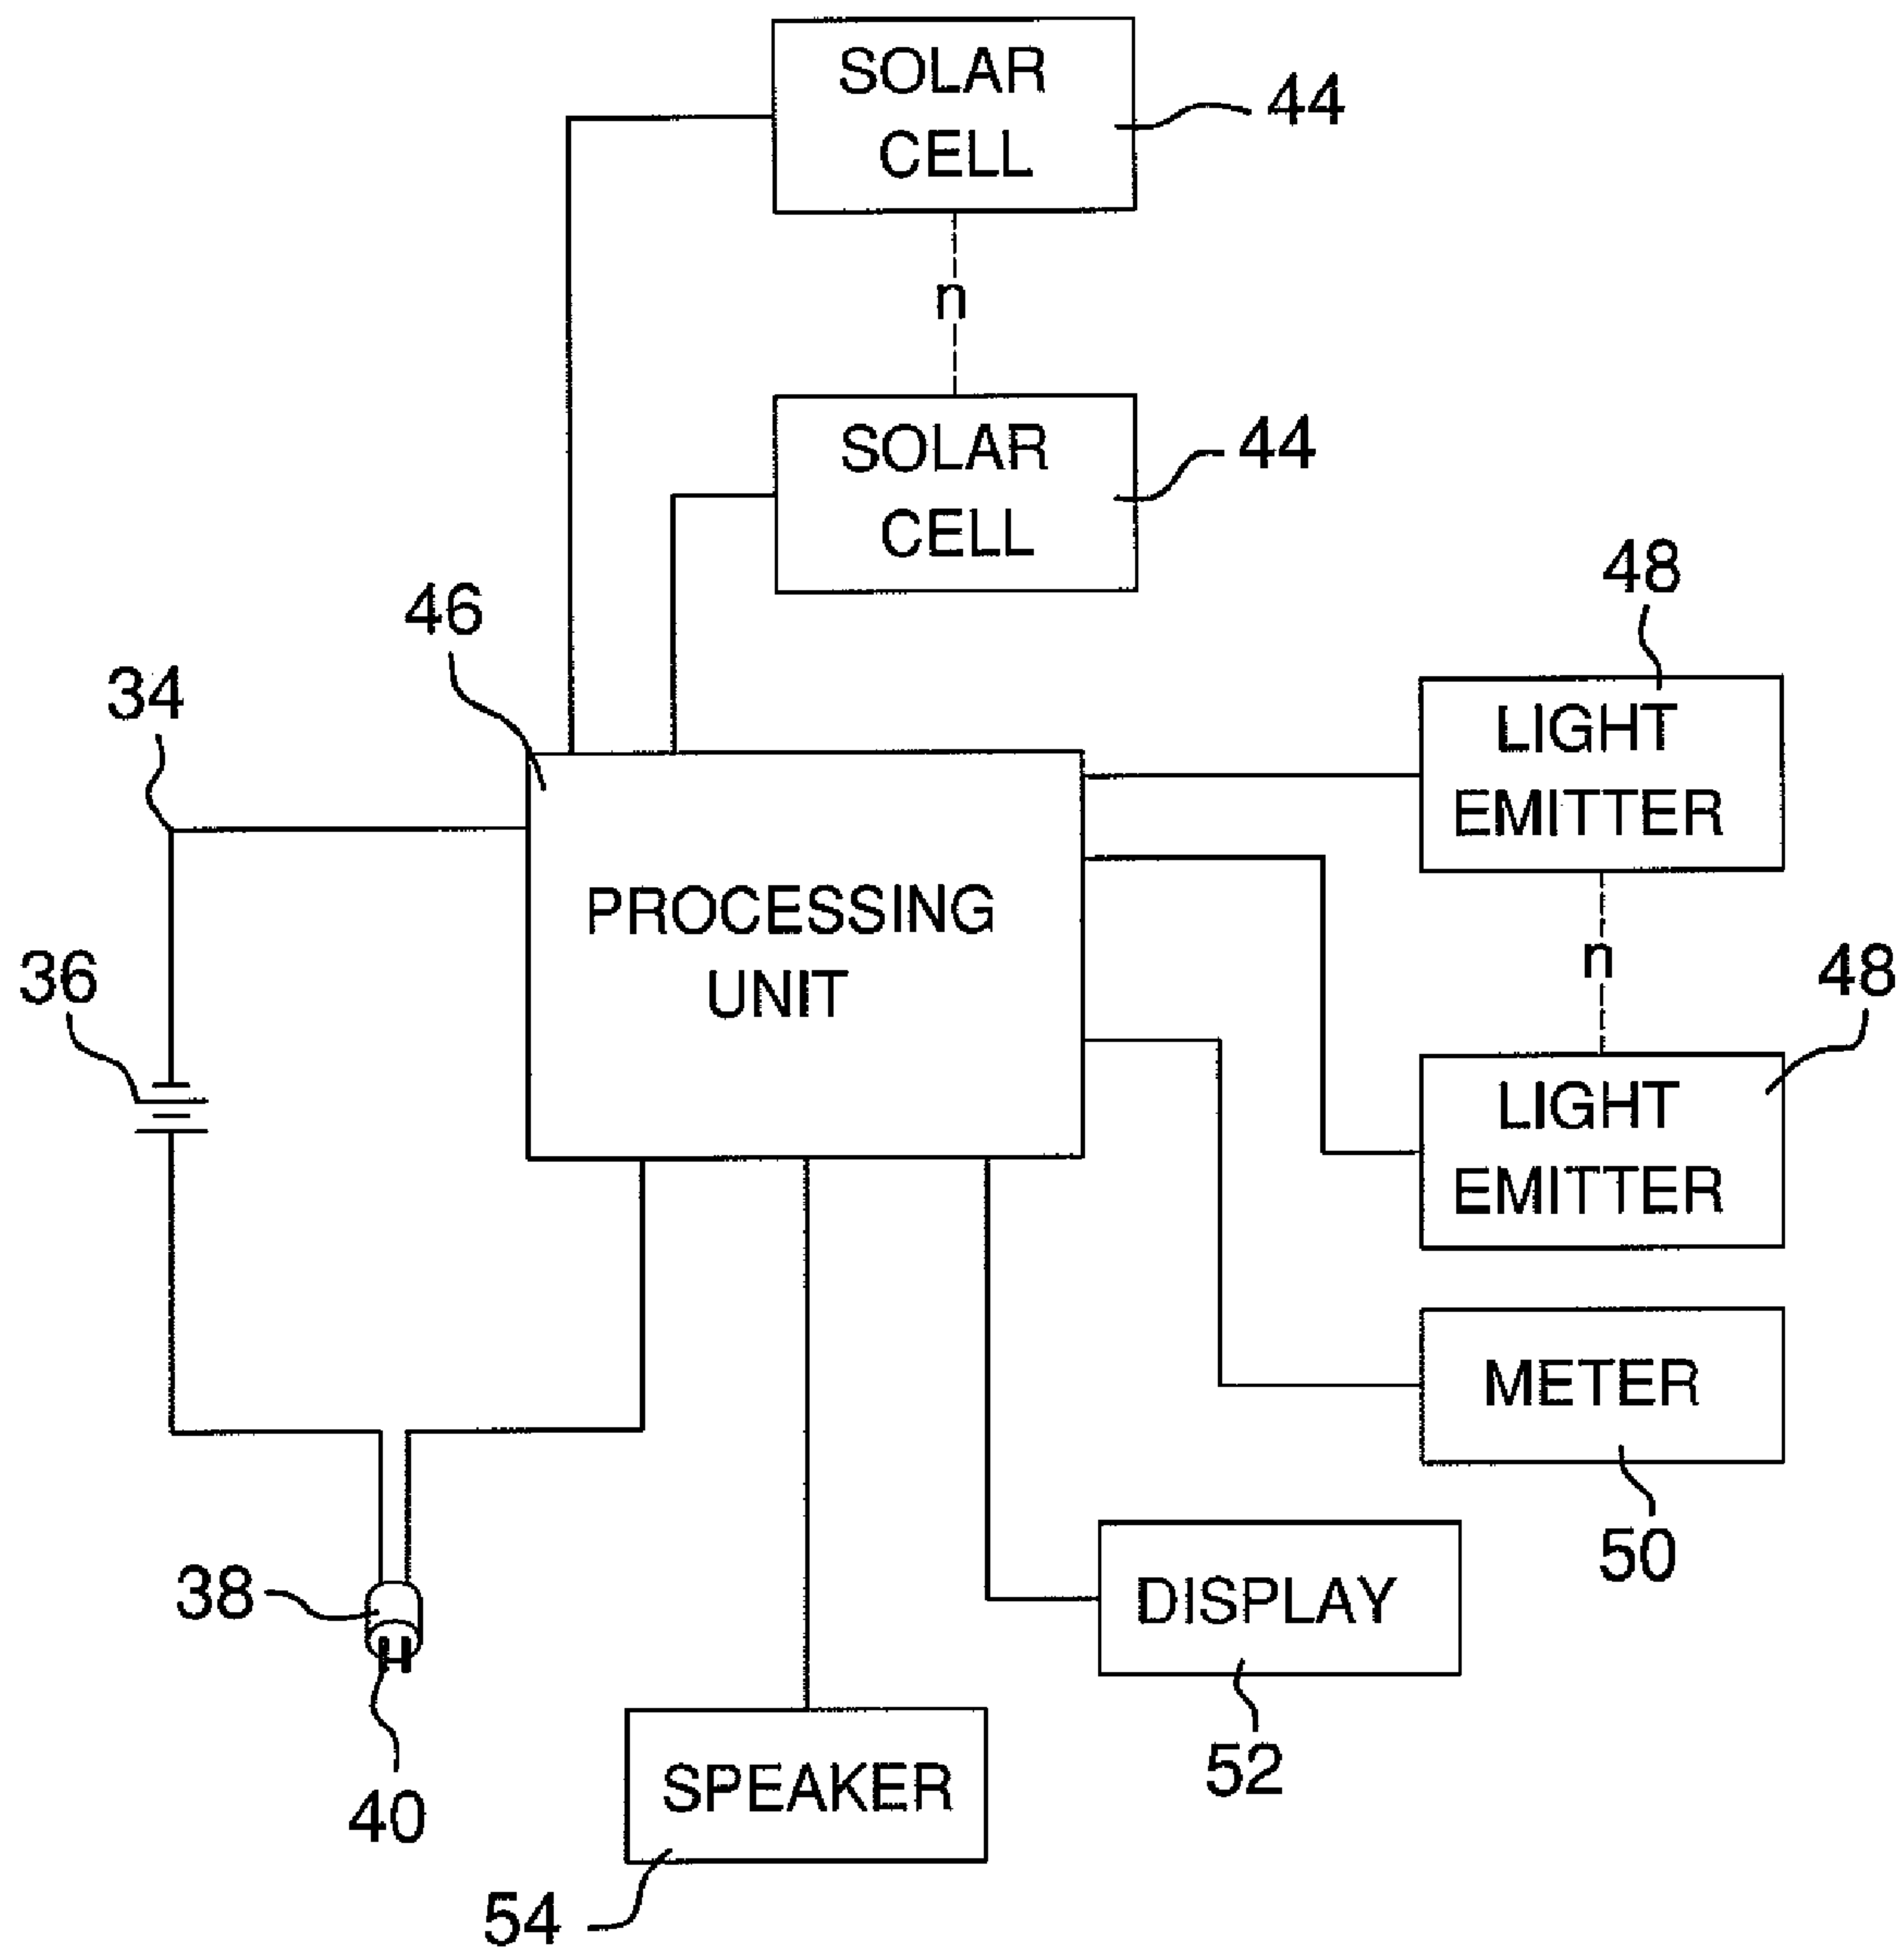 SOLAR
CELL
44
n
SOLAR
CELL
44
46
48
34
LIGHT
EMITTER
PROCESSING
UNIT
36
n
48
LIGHT
EMITTER
METER
50
38
DISPLAY
52
40
SPEAKER
54